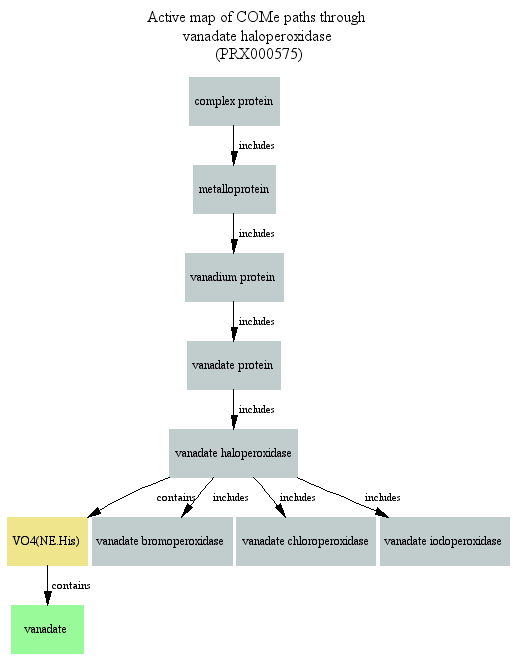 Active map of COMe paths through
vanadate haloperoxidase
(PRX000575)
complex protein
includes
metalloprotein
includes
vanadium protein
includes
vanadate protein
includes
vanadate haloperoxidase
contains includes includes includes
VO4(NE.His) vanadate bromoperoxidase vanadate chloroperoxidase vanadate iodoperoxidase
contains
vanadate